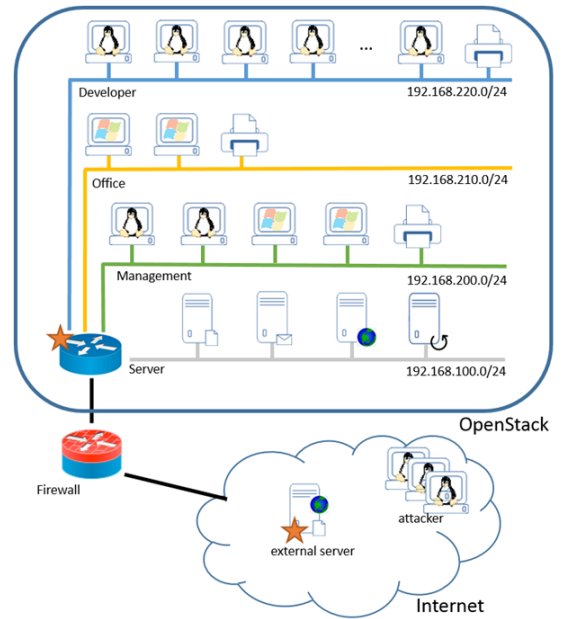 ...
Developer
192.168.220.0/24
Office
192.168.210.0/24
Management
192.168.200.0/24
Server
192.168.100.0/24
OpenStack
Firewall
attacker
external server
Internet